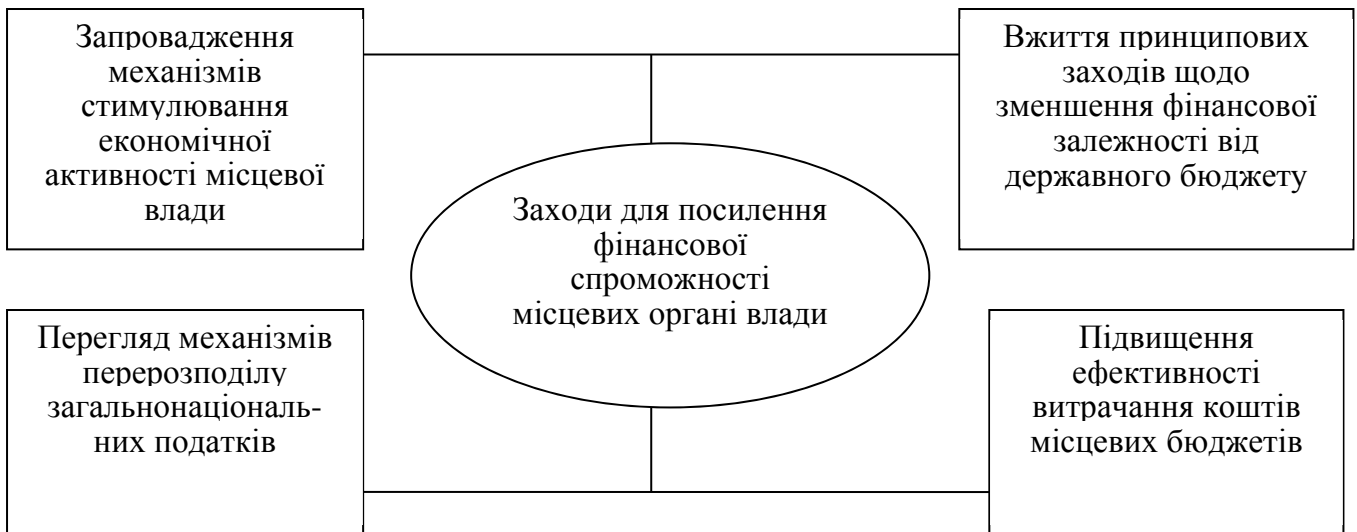 Запровадження
механізмів
стимулювання
економічної
активності місцевої
влади
Вжиття принципових
заходів щодо
зменшення фінансової
залежності від
державного бюджету
Заходи для посилення
фінансової
спроможності
місцевих органі влади
Перегляд механізмів
перерозподілу
загальнонаціональ-
них податків
Підвищення
ефективності
витрачання коштів
місцевих бюджетів